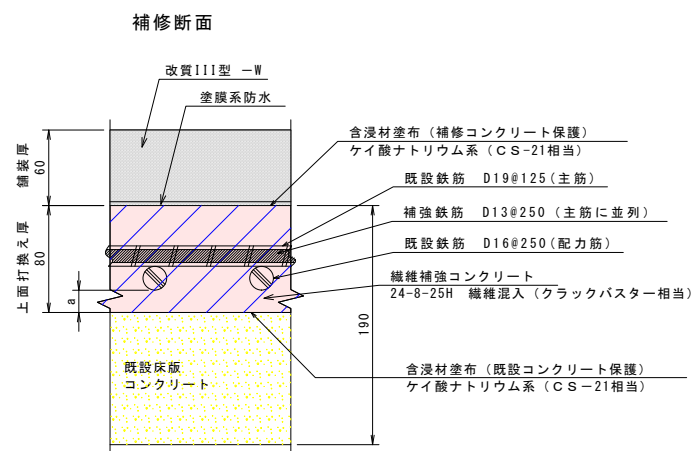 補修断面
改質III型 －W
塗膜系防水
含浸材塗布（補修コンクリート保護）
ケイ酸ナトリウム系（ＣＳ－21相当）
既設鉄筋 D19@125(主筋)
補強鉄筋 D13@250（主筋に並列）
既設鉄筋 D16@250(配力筋)
繊維補強コンクリート
24-8-25H 繊維混入（クラックバスター相当)
含浸材塗布（既設コンクリート保護）
ケイ酸ナトリウム系（ＣＳ－21相当）
舗装厚
60
上面打換え厚
80
a
190
既設床版
コンクリート